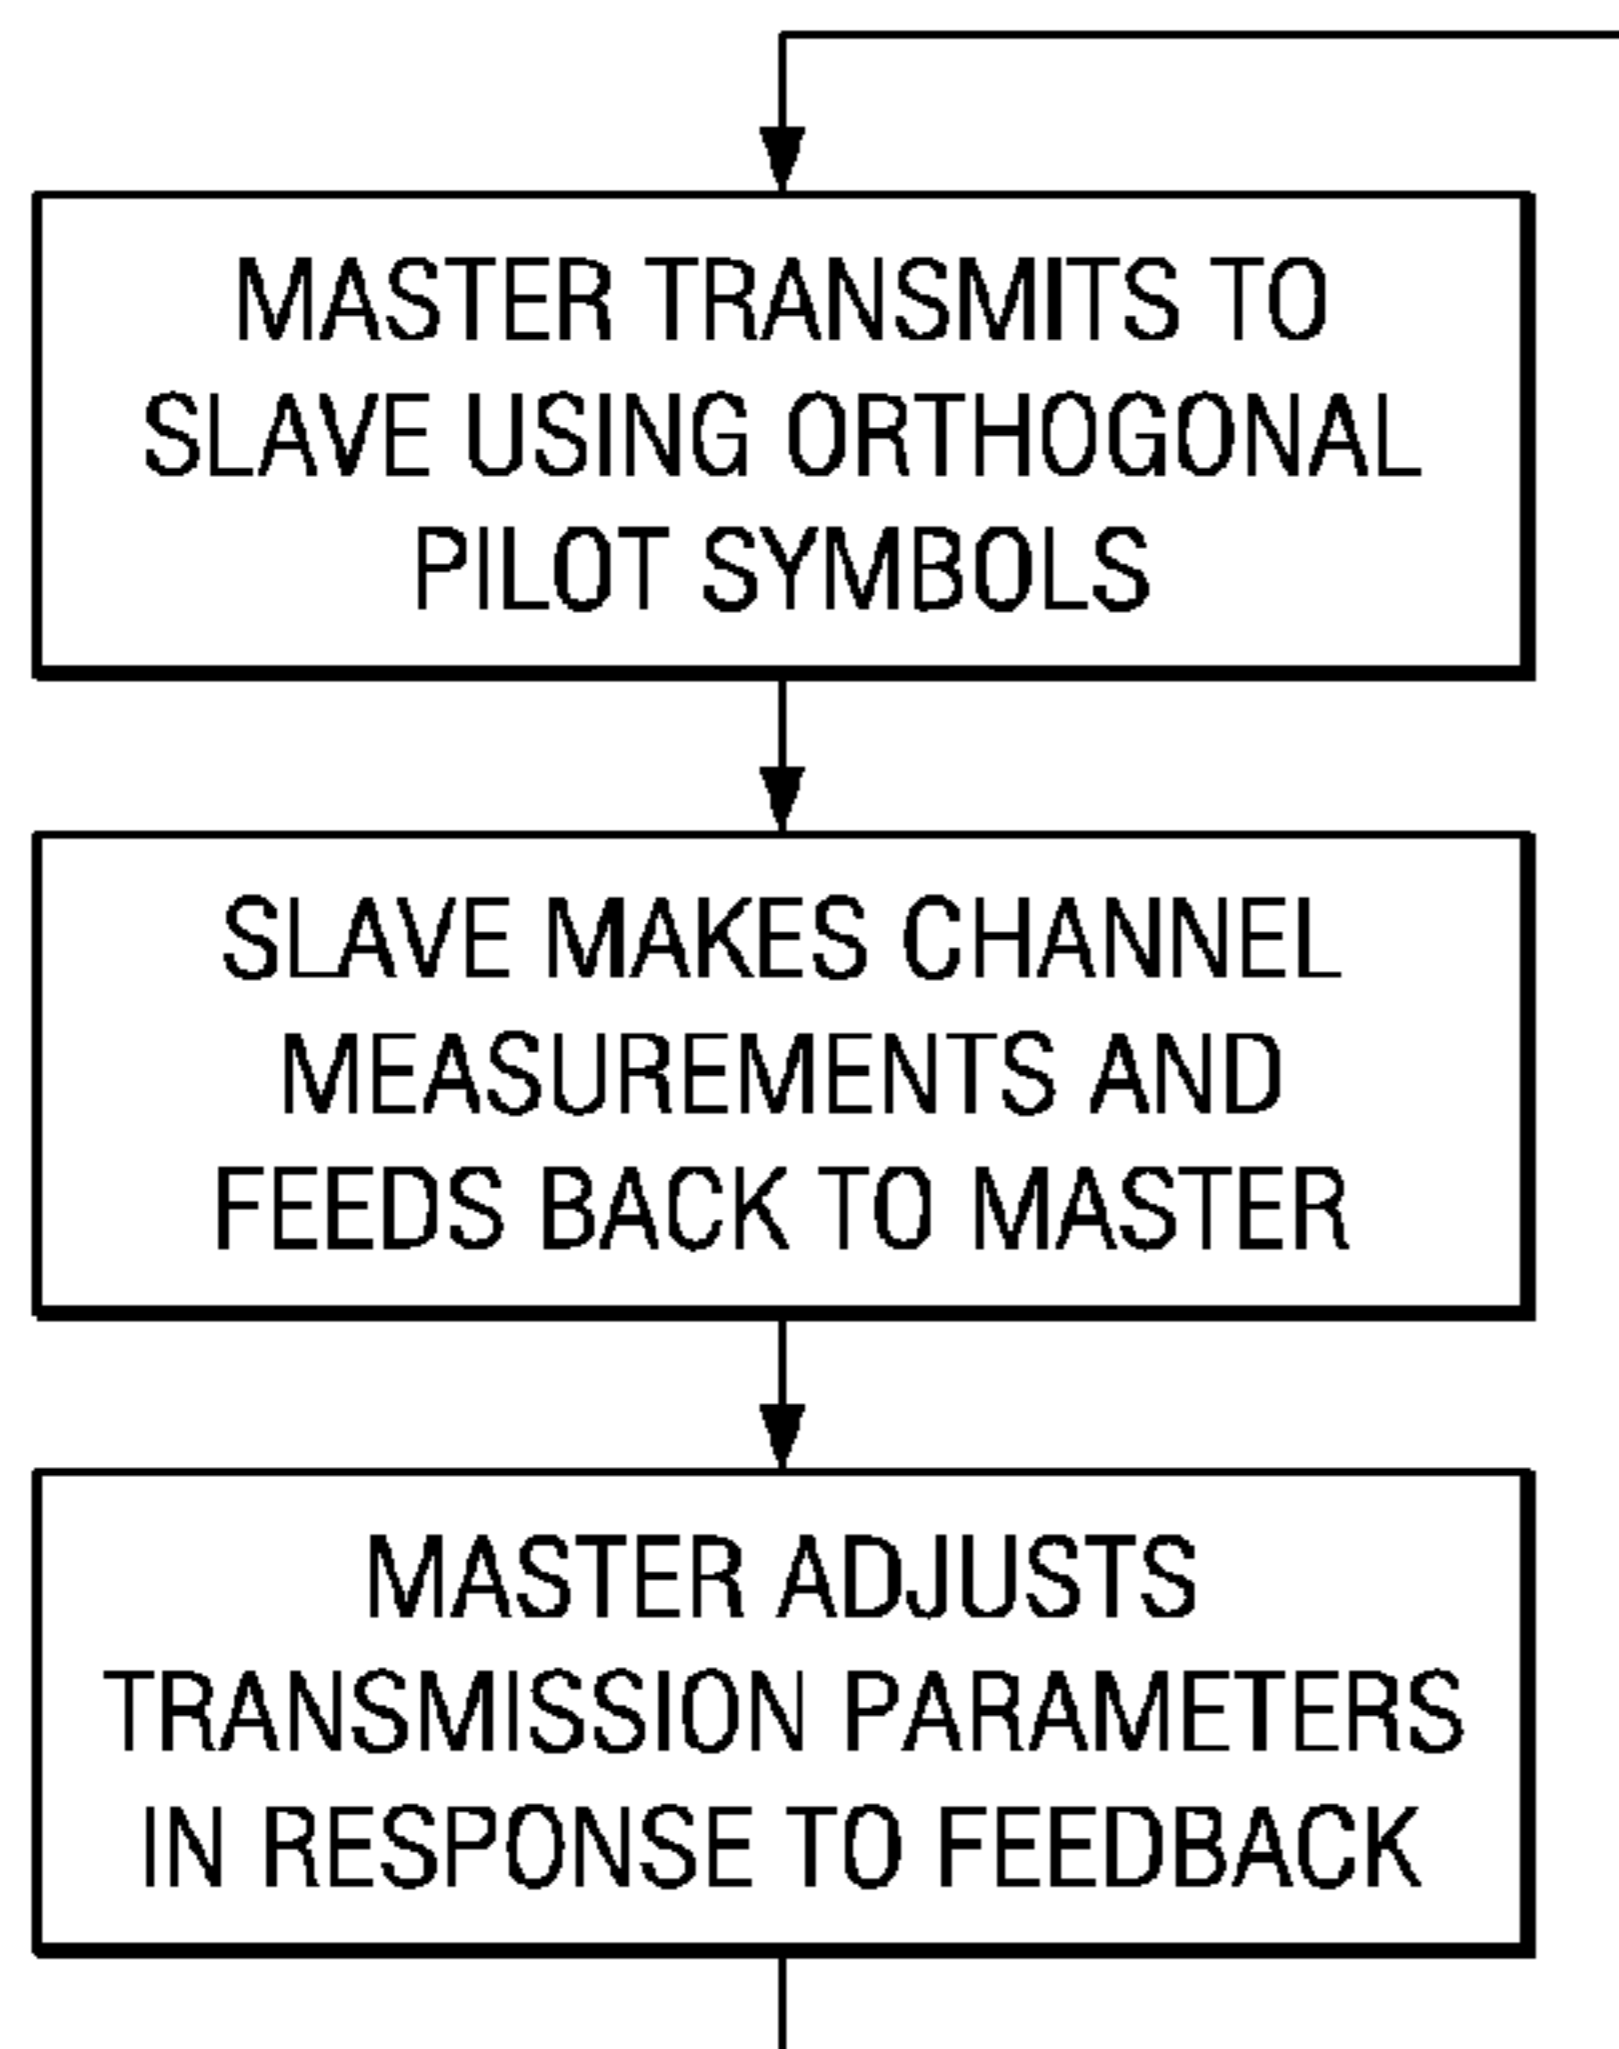 MASTER TRANSMITS TO
SLAVE USING ORTHOGONAL
PILOT SYMBOLS
SLAVE MAKES CHANNEL
MEASUREMENTS AND
FEEDS BACK TO MASTER
MASTER ADJUSTS
TRANSMISSION PARAMETERS
IN RESPONSE TO FEEDBACK